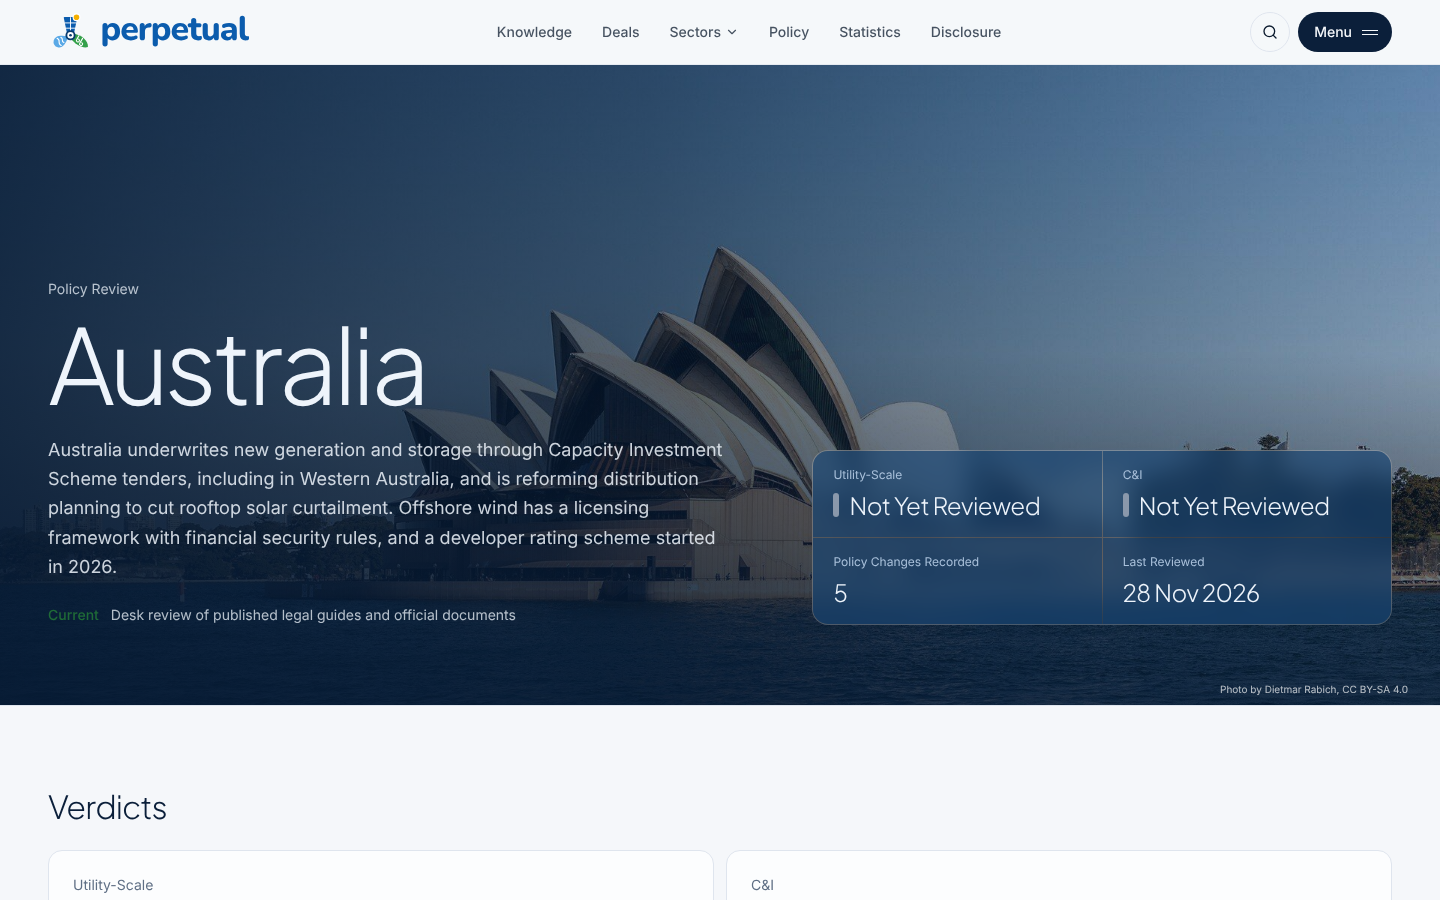 perpetual
Knowledge
Deals
Sectors
Policy
Statistics
Disclosure
Menu
Policy Review
Australia
Australia underwrites new generation and storage through Capacity Investment
Scheme tenders, including in Western Australia, and is reforming distribution
planning to cut rooftop solar curtailment. Offshore wind has a licensing
framework with financial security rules, and a developer rating scheme started
in 2026.
Current Desk review of published legal guides and official documents
Utility-Scale
Not Yet Reviewed
C&I
Not Yet Reviewed
Policy Changes Recorded
5
Last Reviewed
28 Nov 2026
Photo by Dietmar Rabich, CC BY-SA 4.0
Verdicts
Utility-Scale
C&I